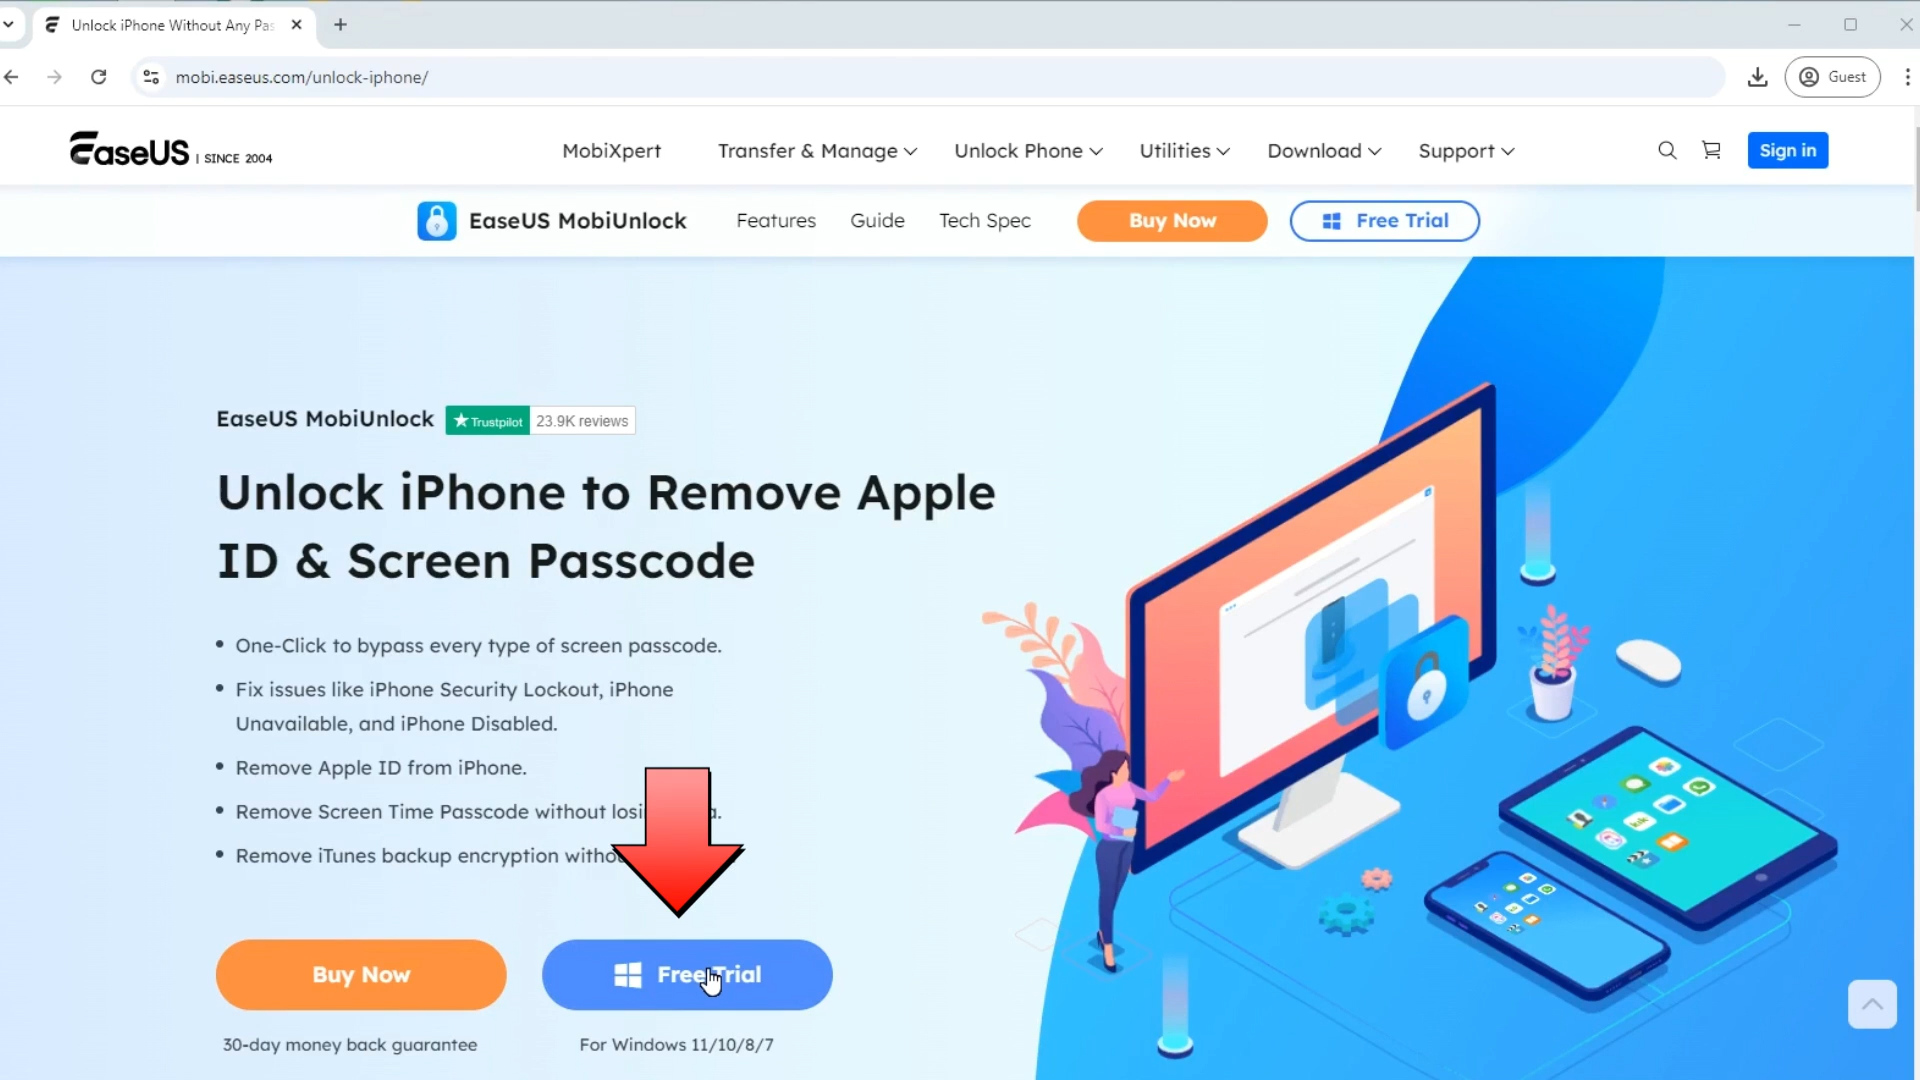 Unlock iPhone Without Any Pas
mobi.easeus.com/unlock-iphone/
Guest
EaseUS | SINCE 2004
MobiXpert
Transfer & Manage
Unlock Phone
Utilities
Download
Support
Sign in
EaseUS MobiUnlock
Features
Guide
Tech Spec
Buy Now
Free Trial
EaseUS MobiUnlock
Trustpilot
23.9K reviews
Unlock iPhone to Remove Apple
ID & Screen Passcode
One-Click to bypass every type of screen passcode.
Fix issues like iPhone Security Lockout, iPhone
Unavailable, and iPhone Disabled.
Remove Apple ID from iPhone.
Remove Screen Time Passcode without
Remove iTunes backup encryption
Buy Now
Free Trial
30-day money back guarantee
For Windows 11/10/8/7